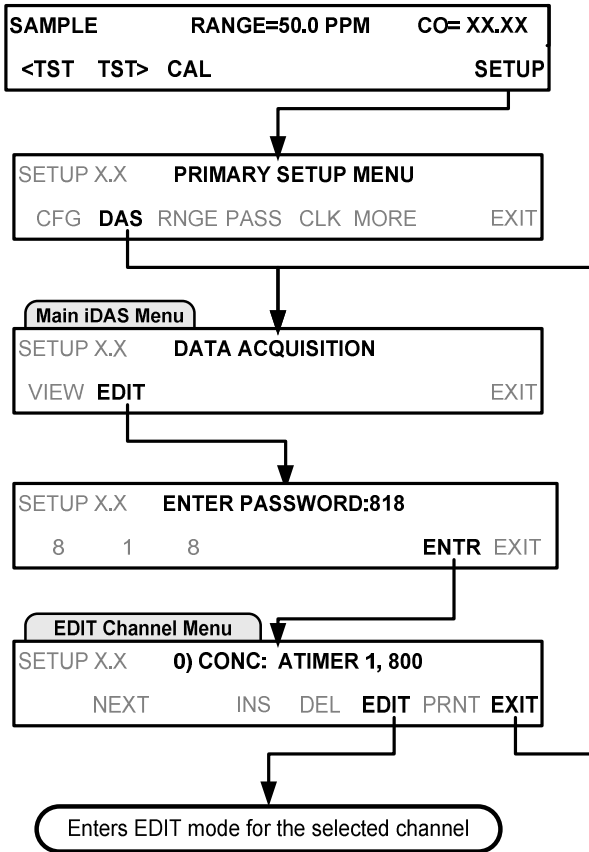 SAMPLE RANGE=50.0 PPM CO= XX.XX
<TST TST> CAL SETUP
SETUP X.X PRIMARY SETUP MENU
CFG DAS RNGE PASS CLK MORE EXIT
Main iDAS Menu
SETUP X.X DATA ACQUISITION
VIEW EDIT EXIT
SETUP X.X ENTER PASSWORD:818
8 1 8 ENTR EXIT
EDIT Channel Menu
SETUP X.X 0) CONC: ATIMER 1, 800
NEXT INS DEL EDIT PRNT EXIT
Enters EDIT mode for the selected channel